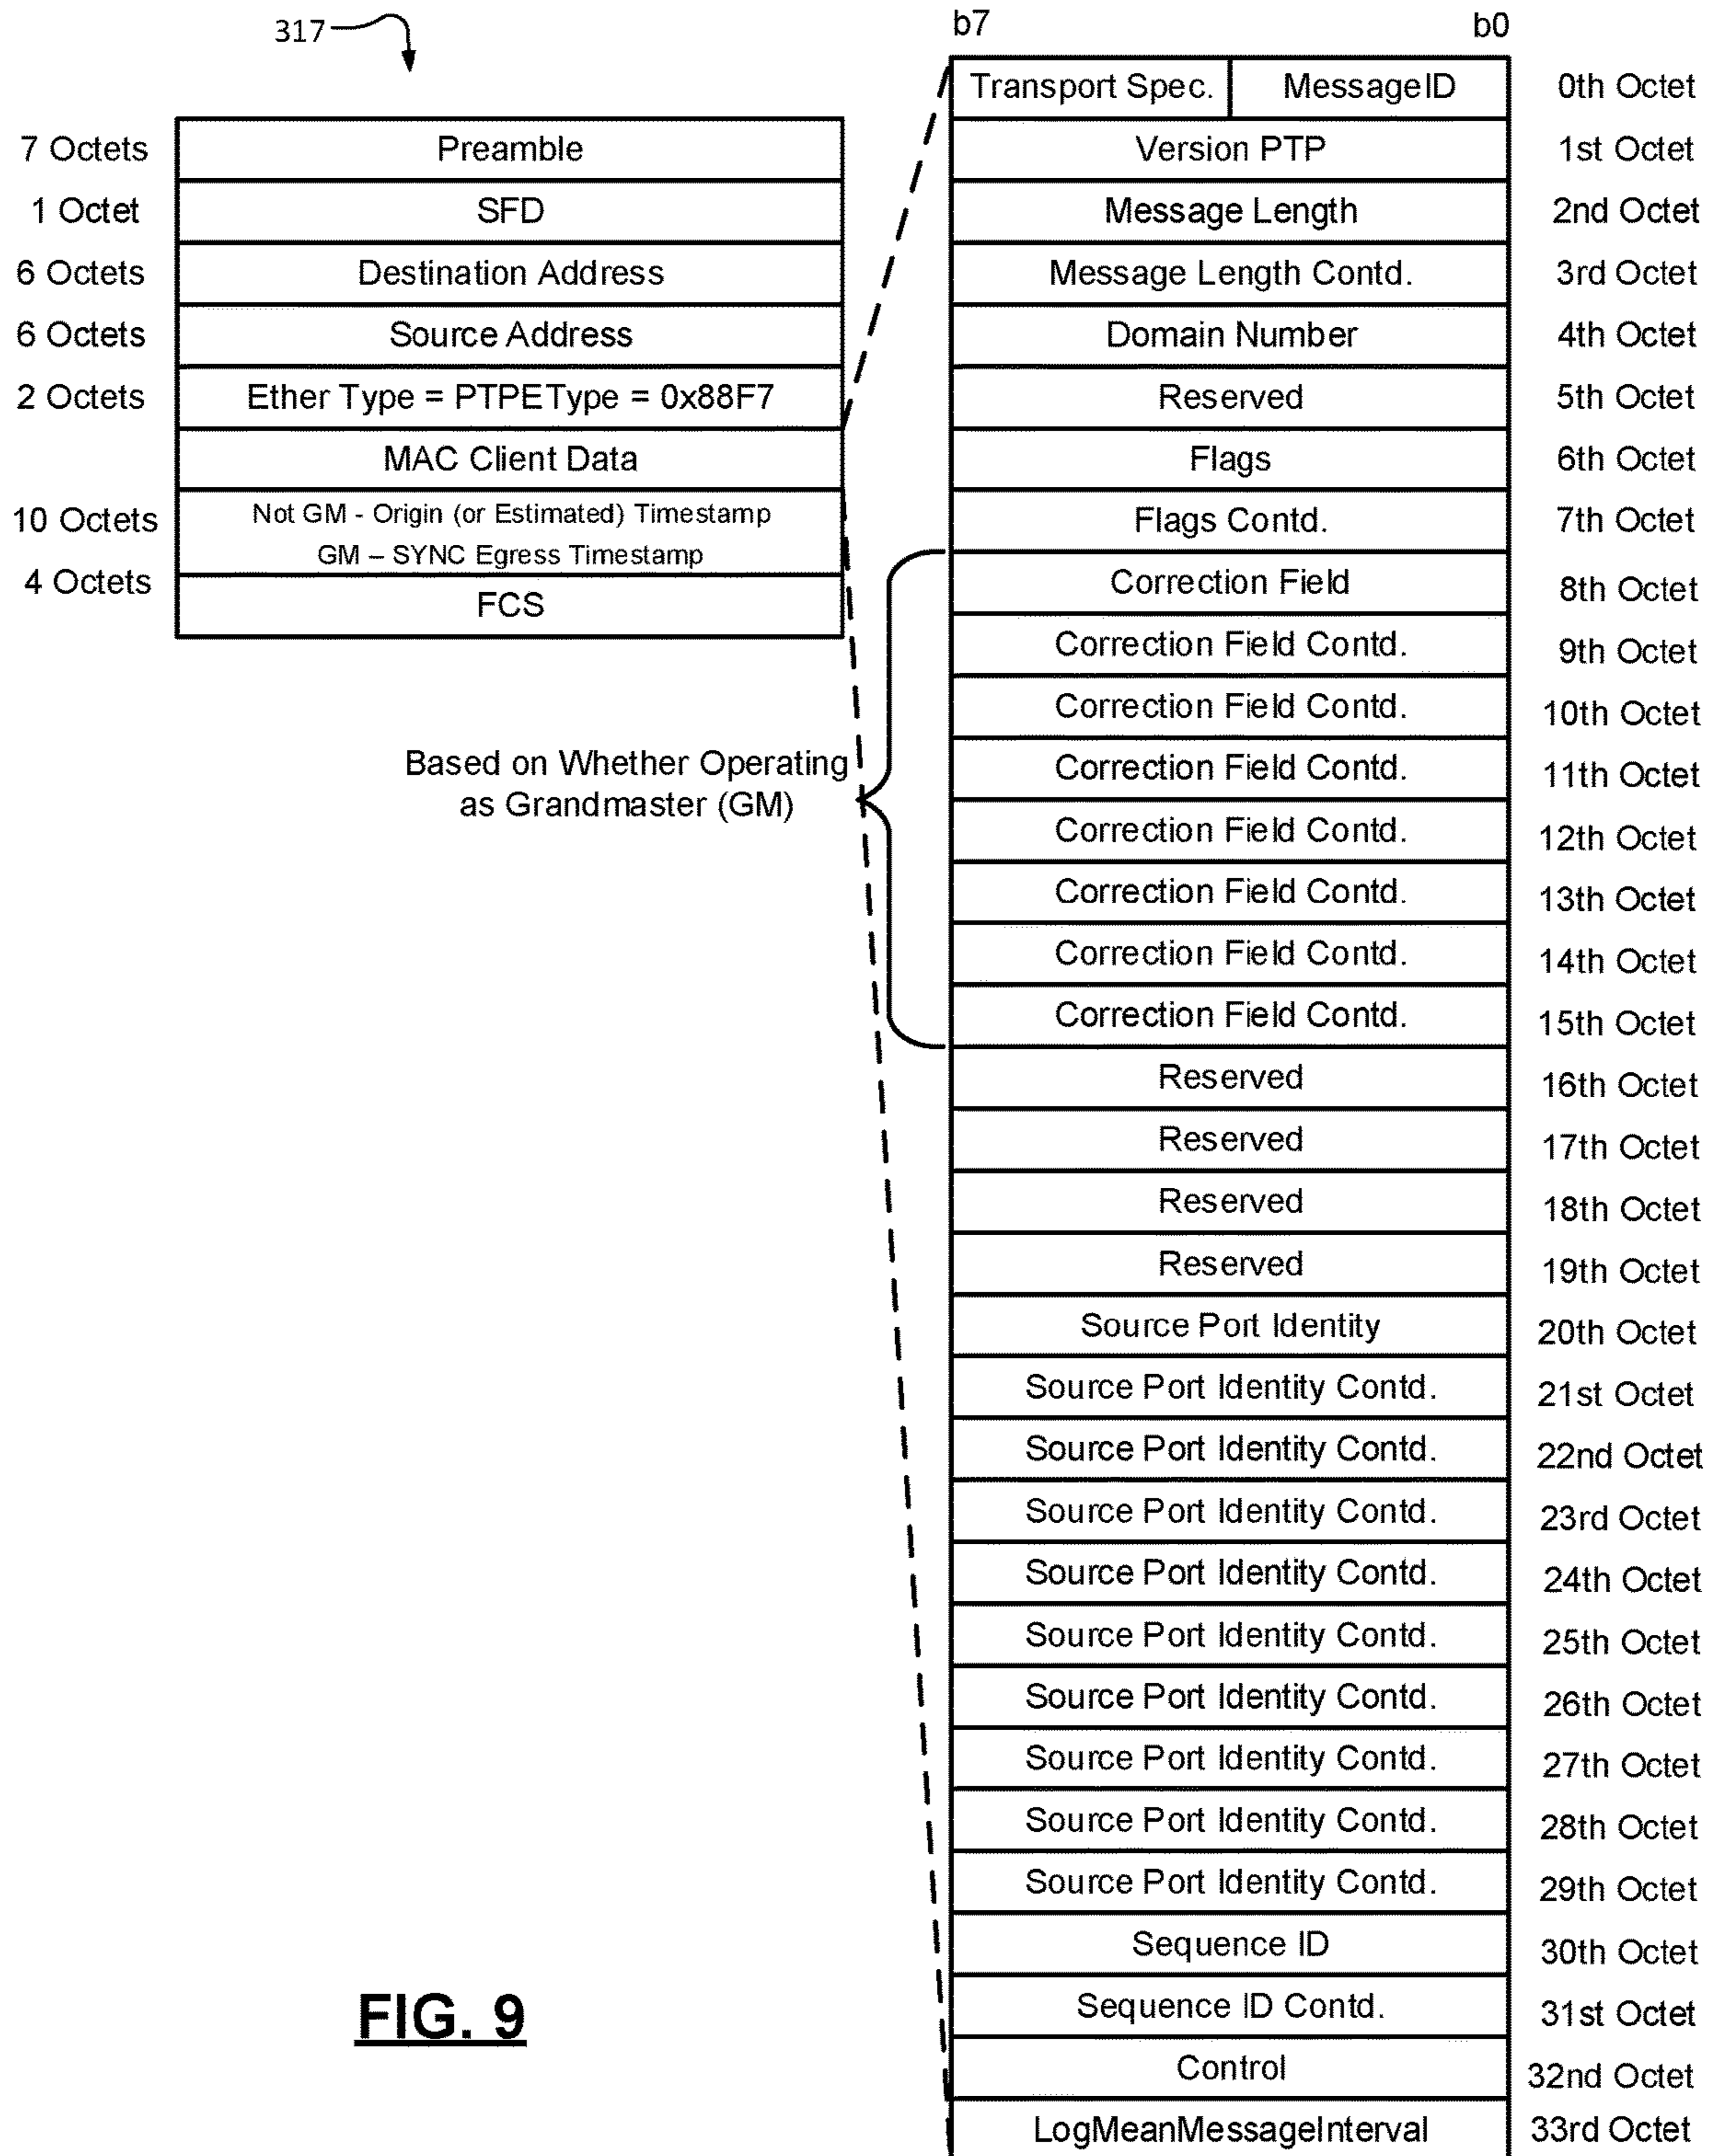 317
7 Octets Preamble
1 Octet SFD
6 Octets Destination Address
6 Octets Source Address
2 Octets Ether Type = PTPEType = 0x88F7
MAC Client Data
10 Octets Not GM - Origin (or Estimated) Timestamp
GM – SYNC Egress Timestamp
4 Octets FCS
Based on Whether Operating
as Grandmaster (GM)
b7 b0
Transport Spec. MessageID 0th Octet
Version PTP 1st Octet
Message Length 2nd Octet
Message Length Contd. 3rd Octet
Domain Number 4th Octet
Reserved 5th Octet
Flags 6th Octet
Flags Contd. 7th Octet
Correction Field 8th Octet
Correction Field Contd. 9th Octet
Correction Field Contd. 10th Octet
Correction Field Contd. 11th Octet
Correction Field Contd. 12th Octet
Correction Field Contd. 13th Octet
Correction Field Contd. 14th Octet
Correction Field Contd. 15th Octet
Reserved 16th Octet
Reserved 17th Octet
Reserved 18th Octet
Reserved 19th Octet
Source Port Identity 20th Octet
Source Port Identity Contd. 21st Octet
Source Port Identity Contd. 22nd Octet
Source Port Identity Contd. 23rd Octet
Source Port Identity Contd. 24th Octet
Source Port Identity Contd. 25th Octet
Source Port Identity Contd. 26th Octet
Source Port Identity Contd. 27th Octet
Source Port Identity Contd. 28th Octet
Source Port Identity Contd. 29th Octet
Sequence ID 30th Octet
Sequence ID Contd. 31st Octet
Control 32nd Octet
LogMeanMessageInterval 33rd Octet
FIG. 9